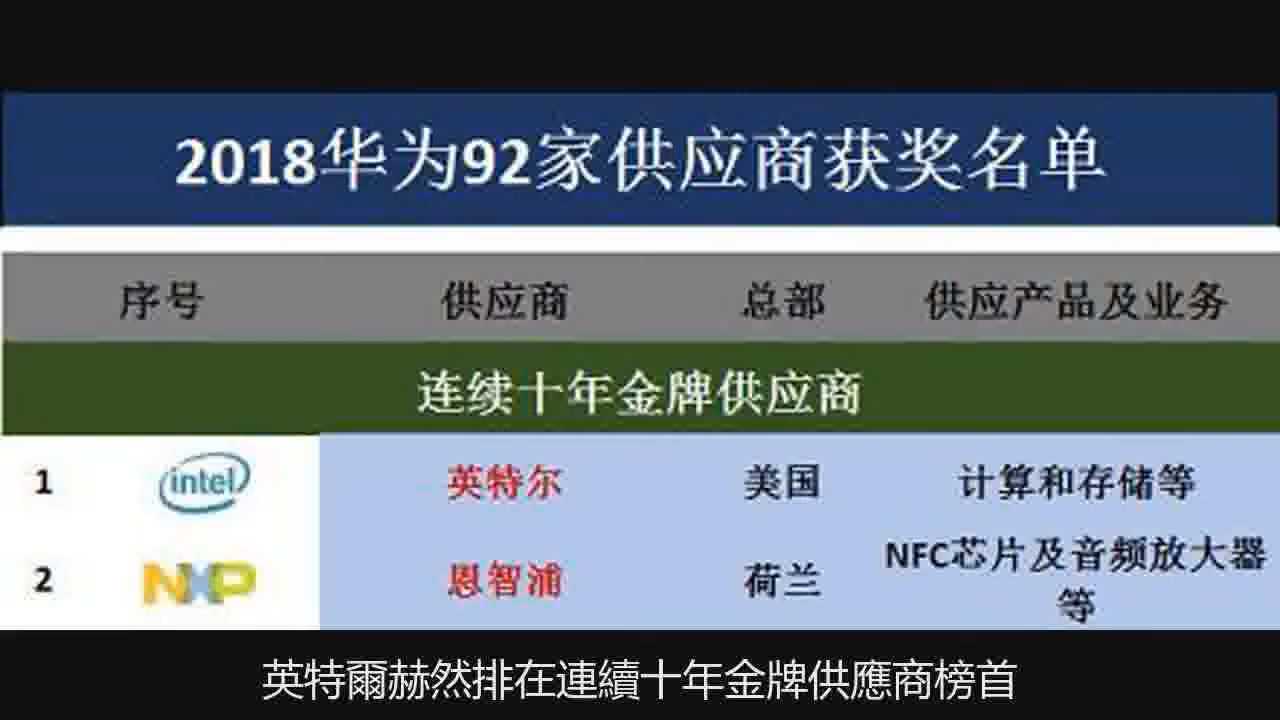 2018华为92家供应商获奖名单
序号 供应商 总部 供应产品及业务
连续十年金牌供应商
1 intel 英特尔 美国 计算和存储等
2 NXP 恩智浦 荷兰 NFC芯片及音频放大器
等
英特爾赫然排在連續十年金牌供應商榜首